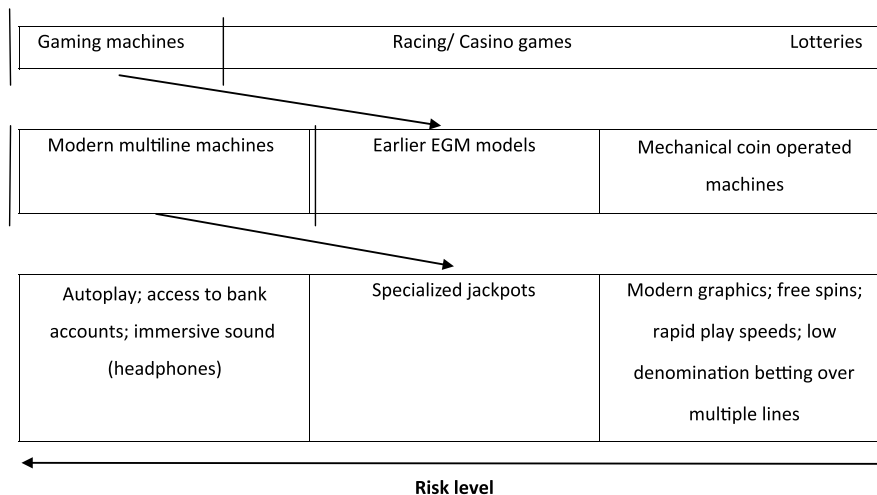 Gaming machines
Racing/ Casino games
Lotteries
Modern multiline machines
Earlier EGM models
Mechanical coin operated
machines
Autoplay; access to bank
accounts; immersive sound
(headphones)
Specialized jackpots
Modern graphics; free spins;
rapid play speeds; low
denomination betting over
multiple lines
Risk level